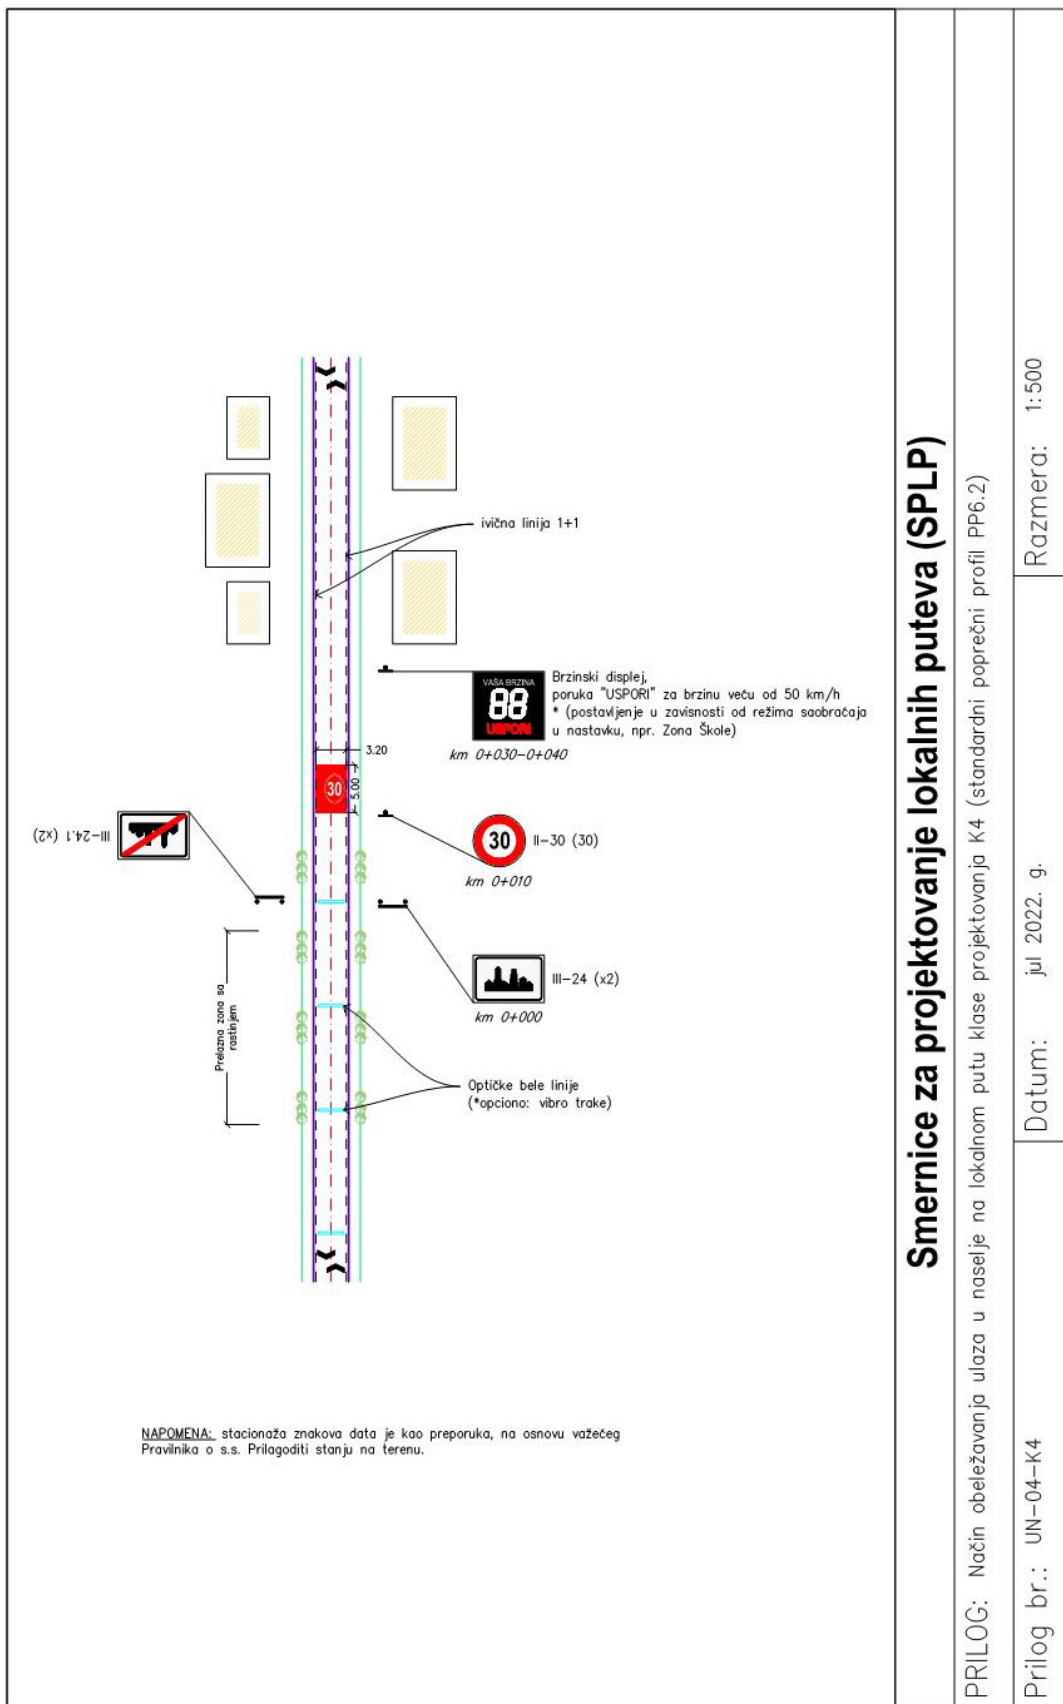 ivična linija 1+1
VAŠA BRZINA
88
USPORI
Brzinski displej,
poruka "USPORI" za brzinu veću od 50 km/h
* (postavljenje u zavisnosti od režima saobraćaja
u nastavku, npr. Zona Škole)
km 0+030-0+040
3.20
5.00
30
III-24.1 (x2)
30
II-30 (30)
km 0+010
III-24 (x2)
km 0+000
Prelazna zona sa
rastinjem
Optičke bele linije
(*opciono: vibro trake)
NAPOMENA: stacionaža znakova data je kao preporuka, na osnovu važećeg
Pravilnika o s.s. Prilagoditi stanju na terenu.
Smernice za projektovanje lokalnih puteva (SPLP)
PRILOG: Način obeležavanja ulaza u naselje na lokalnom putu klase projektovanja K4 (standardni poprečni profil PP6.2)
Prilog br.: UN-04-K4
Datum: jul 2022. g.
Razmera: 1:500